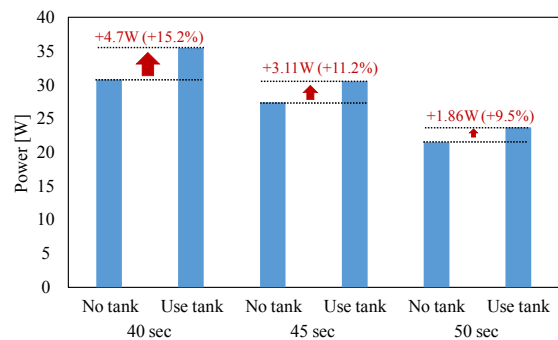 40
35
30
25
20
15
10
5
0
Power [W]
+4.7W (+15.2%)
+3.11W (+11.2%)
+1.86W (+9.5%)
No tank Use tank No tank Use tank No tank Use tank
40 sec 45 sec 50 sec